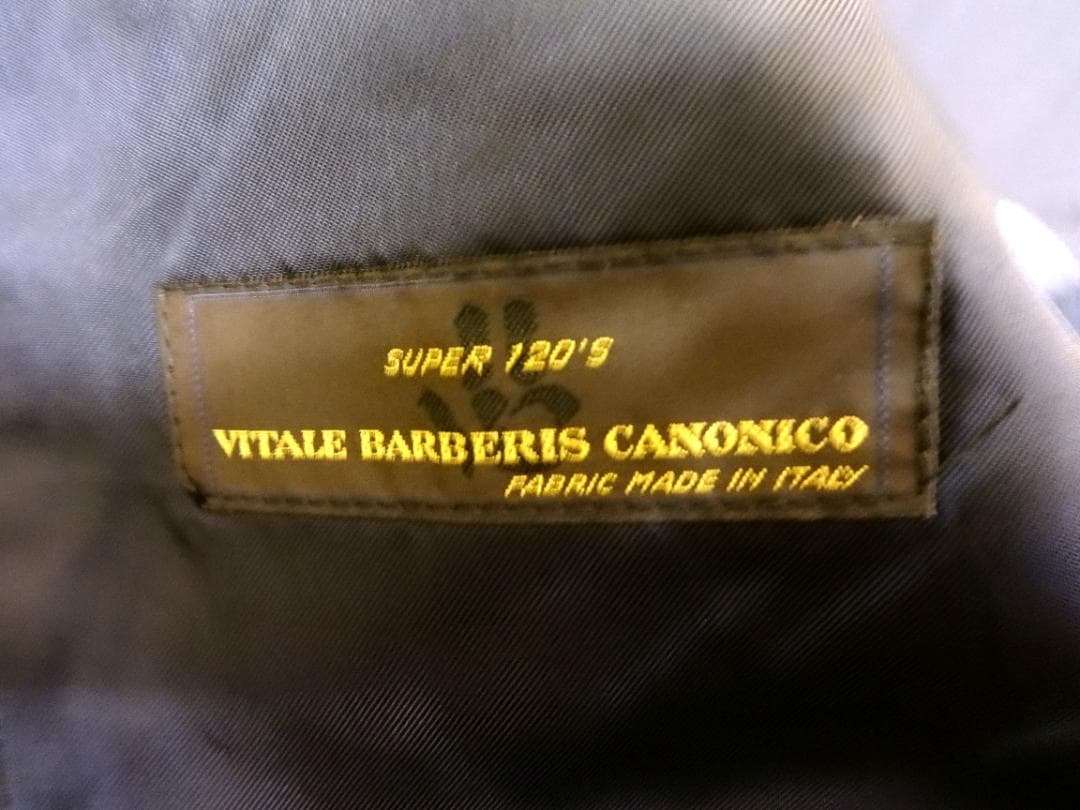 SUPER 120'S
VITALE BARBERIS CANONICO
FABRIC MADE IN ITALY